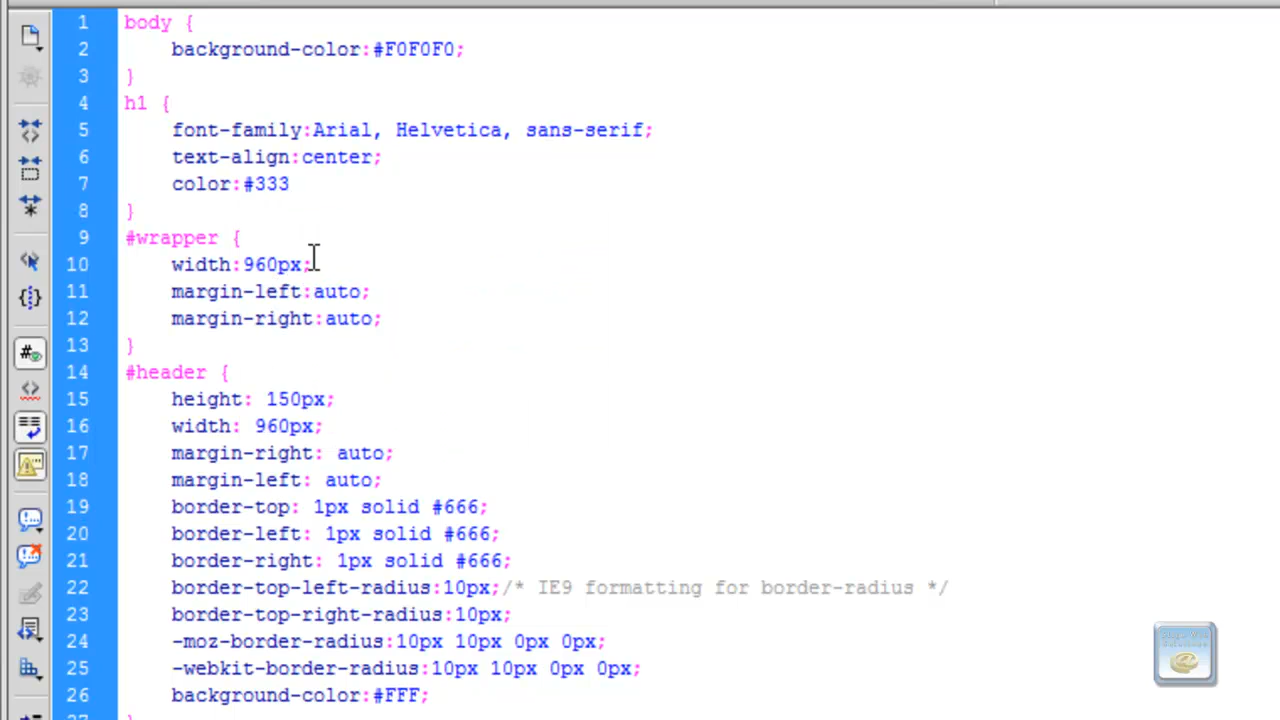 1 body {
2 background-color:#F0F0F0;
3 }
4 h1 {
5 font-family:Arial, Helvetica, sans-serif;
6 text-align:center;
7 color:#333
8 }
9 #wrapper {
10 width:960px;
11 margin-left:auto;
12 margin-right:auto;
13 }
14 #header {
15 height: 150px;
16 width: 960px;
17 margin-right: auto;
18 margin-left: auto;
19 border-top: 1px solid #666;
20 border-left: 1px solid #666;
21 border-right: 1px solid #666;
22 border-top-left-radius:10px;/* IE9 formatting for border-radius */
23 border-top-right-radius:10px;
24 -moz-border-radius:10px 10px 0px 0px;
25 -webkit-border-radius:10px 10px 0px 0px;
26 background-color:#FFF;